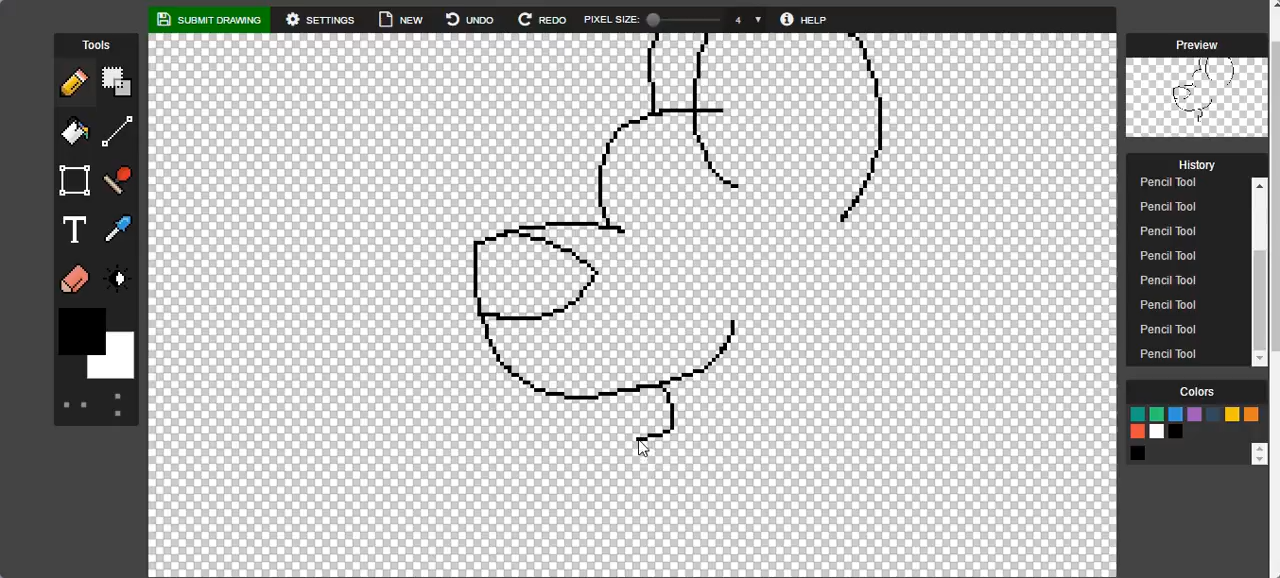 SUBMIT DRAWING SETTINGS NEW UNDO REDO PIXEL SIZE: 4 HELP
Tools
T
Preview
History
Pencil Tool
Pencil Tool
Pencil Tool
Pencil Tool
Pencil Tool
Pencil Tool
Pencil Tool
Pencil Tool
Colors